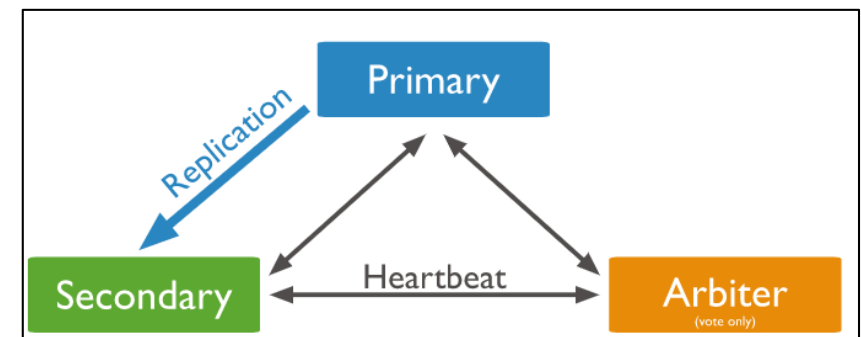 Primary
Replication
Heartbeat
Secondary
Arbiter
(vote only)